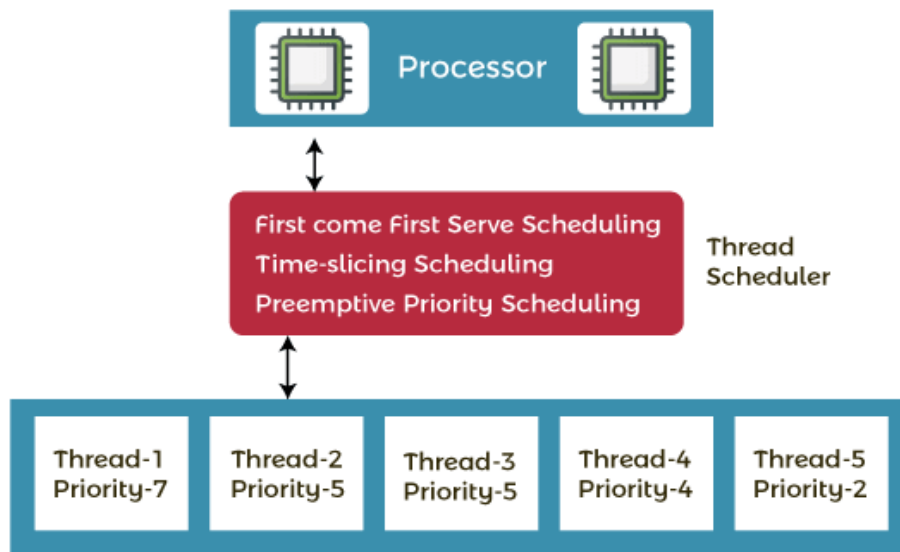 Processor
First come First Serve Scheduling
Time-slicing Scheduling
Preemptive Priority Scheduling
Thread
Scheduler
Thread-1
Priority-7
Thread-2
Priority-5
Thread-3
Priority-5
Thread-4
Priority-4
Thread-5
Priority-2